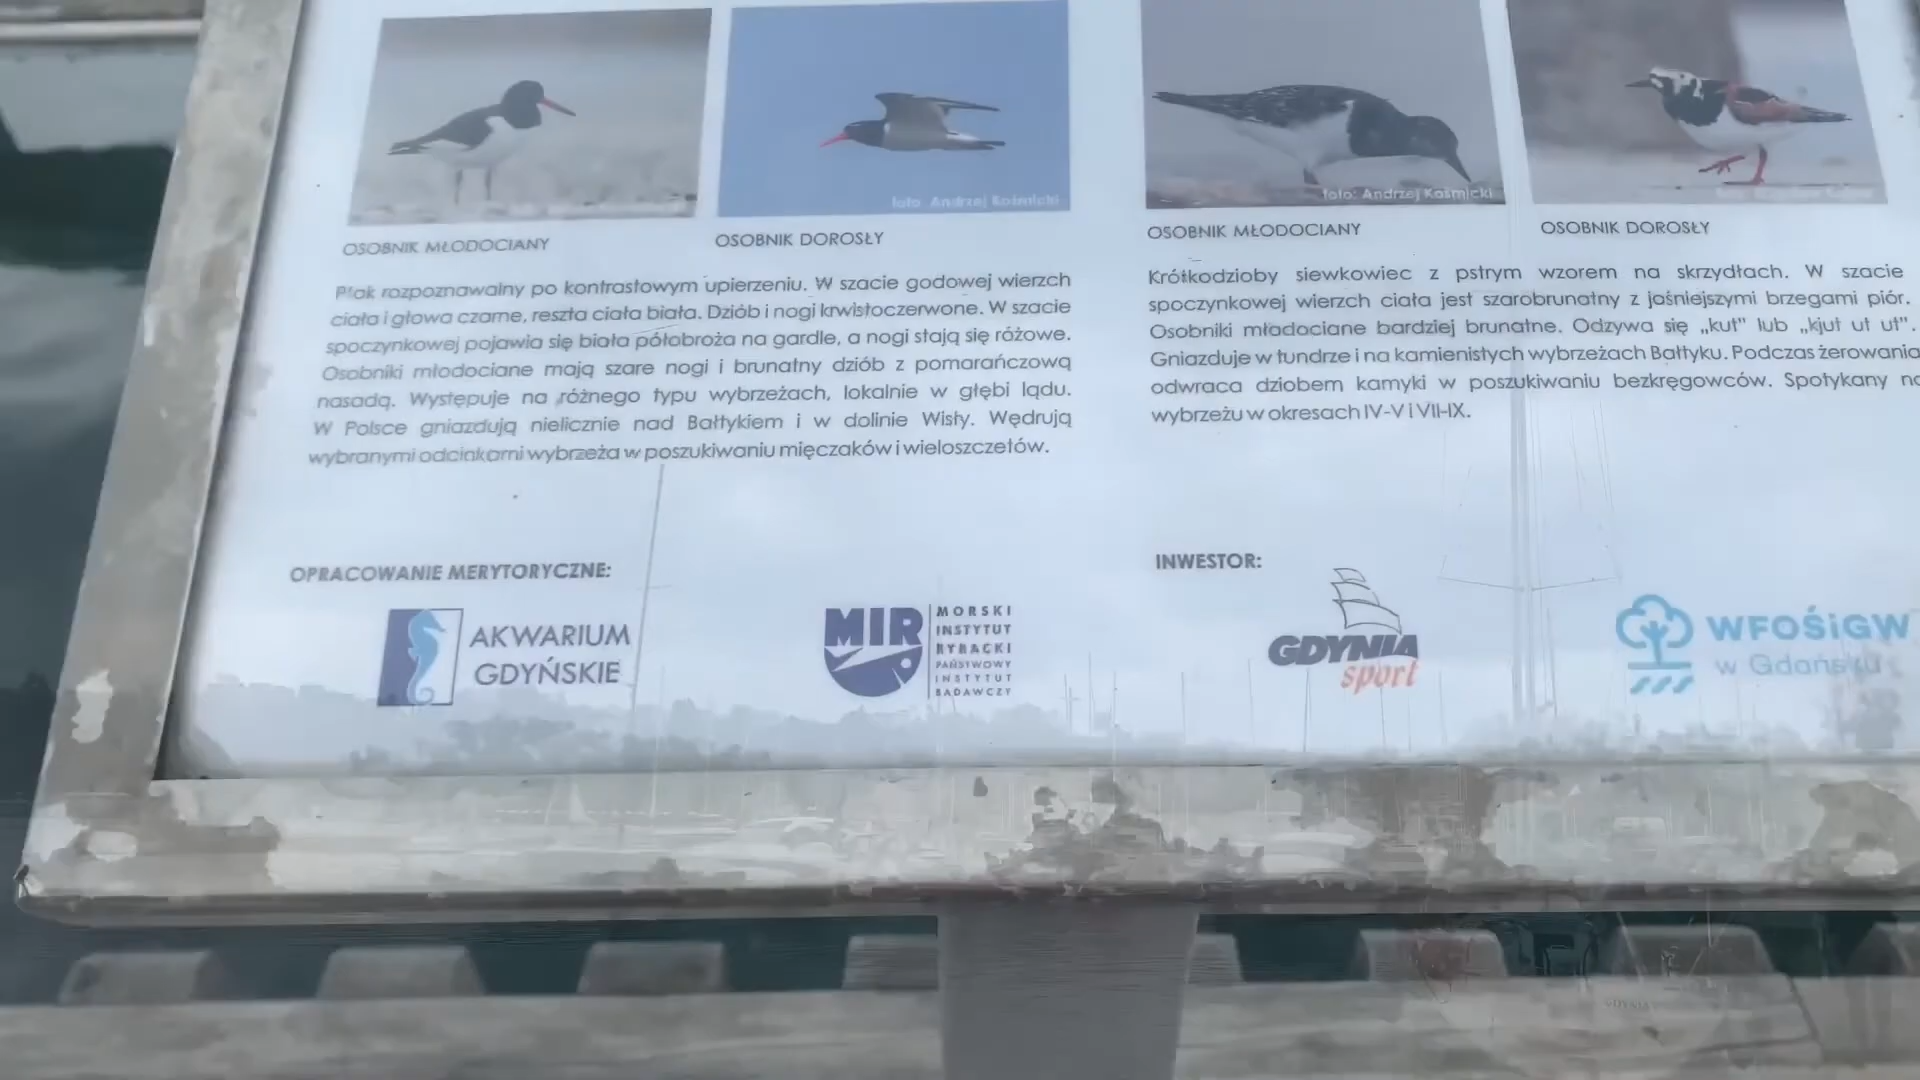 foto: Andrzej Kośmicki
foto: Andrzej Kośmicki
OSOBNIK MŁODOCIANY
OSOBNIK DOROSŁY
Ptak rozpoznawalny po kontrastowym upierzeniu. W szacie godowej wierzch
ciała i głowa czarne, reszta ciała biała. Dziób i nogi krwistoczerwone. W szacie
spoczynkowej pojawia się biała półobroża na gardle, a nogi stają się różowe.
Osobniki młodociane mają szare nogi i brunatny dziób z pomarańczową
nasadą. Występuje na różnego typu wybrzeżach, lokalnie w głębi lądu.
W Polsce gniazdują nielicznie nad Bałtykiem i w dolinie Wisły. Wędrują
wybranymi odcinkami wybrzeża w poszukiwaniu mięczaków i wieloszczetów.
OSOBNIK MŁODOCIANY
OSOBNIK DOROSŁY
Krótkodzioby siewkowiec z pstrym wzorem na skrzydłach. W szacie
spoczynkowej wierzch ciała jest szarobrunatny z jaśniejszymi brzegami piór.
Osobniki młodociane bardziej brunatne. Odzywa się „kut" lub „kjut ut ut".
Gniazduje w tundrze i na kamienistych wybrzeżach Bałtyku. Podczas żerowania
odwraca dziobem kamyki w poszukiwaniu bezkręgowców. Spotykany na
wybrzeżu w okresach IV-V i VII-IX.
OPRACOWANIE MERYTORYCZNE:
AKWARIUM
GDYŃSKIE
MIR
MORSKI
INSTYTUT
RYBACKI
PAŃSTWOWY
INSTYTUT
BADAWCZY
INWESTOR:
GDYNIA
sport
WFOŚiGW
w Gdańsku